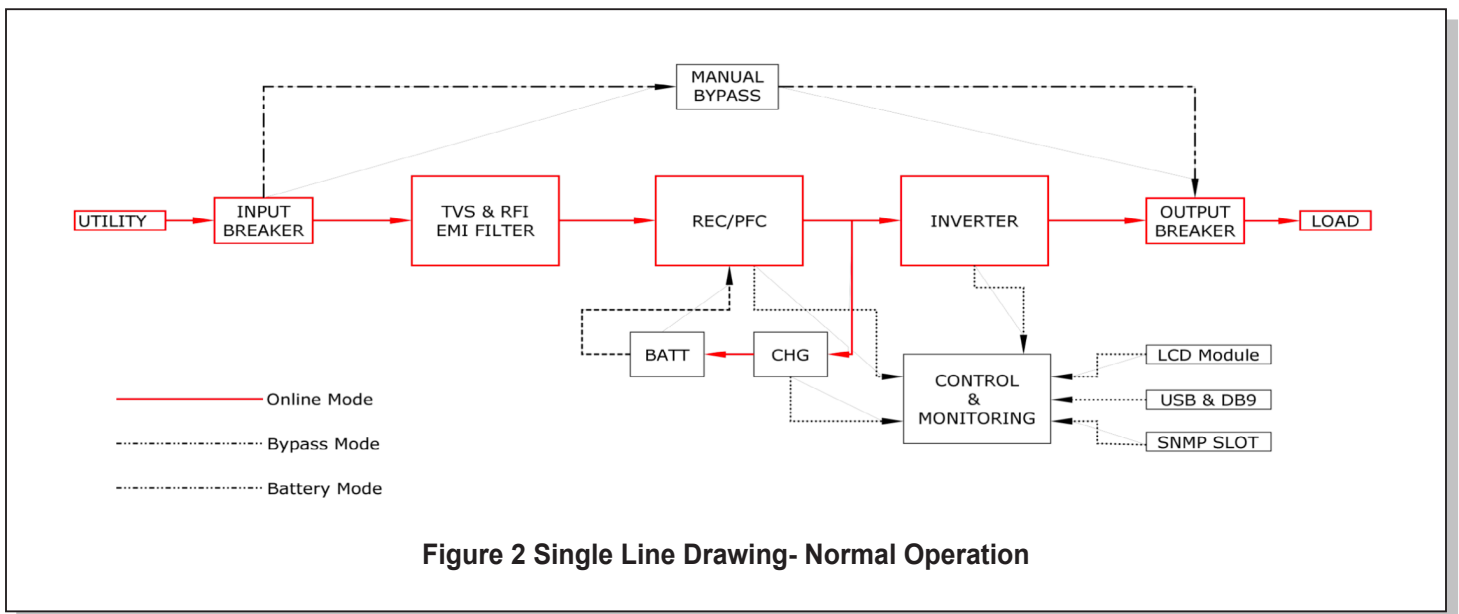 MANUAL
BYPASS
UTILITY
INPUT
BREAKER
TVS & RFI
EMI FILTER
REC/PFC
INVERTER
OUTPUT
BREAKER
LOAD
BATT
CHG
CONTROL
&
MONITORING
LCD Module
USB & DB9
SNMP SLOT
Online Mode
Bypass Mode
Battery Mode
Figure 2 Single Line Drawing- Normal Operation